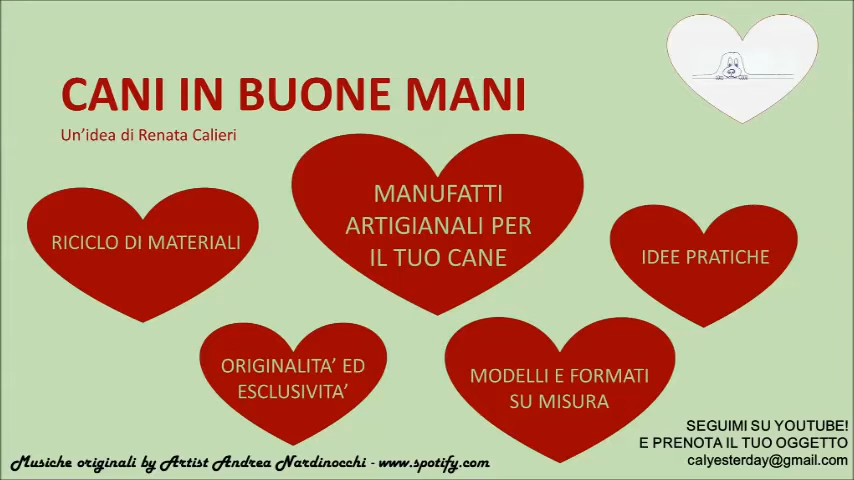 CANI IN BUONE MANI
Un'idea di Renata Calieri
MANUFATTI
ARTIGIANALI PER
IL TUO CANE
RICICLO DI MATERIALI
IDEE PRATICHE
ORIGINALITA' ED
ESCLUSIVITA'
MODELLI E FORMATI
SU MISURA
SEGUIMI SU YOUTUBE!
E PRENOTA IL TUO OGGETTO
calyesterday@gmail.com
Musiche originali by Artist Andrea Nardinocchi - www.spotify.com